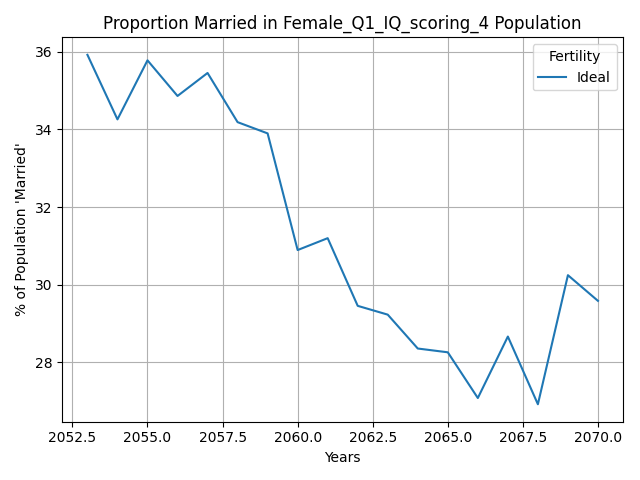 Proportion Married in Female_Q1_IQ_scoring_4 Population
Fertility
Ideal
% of Population 'Married'
36
34
32
30
28
2052.5 2055.0 2057.5 2060.0 2062.5 2065.0 2067.5 2070.0
Years